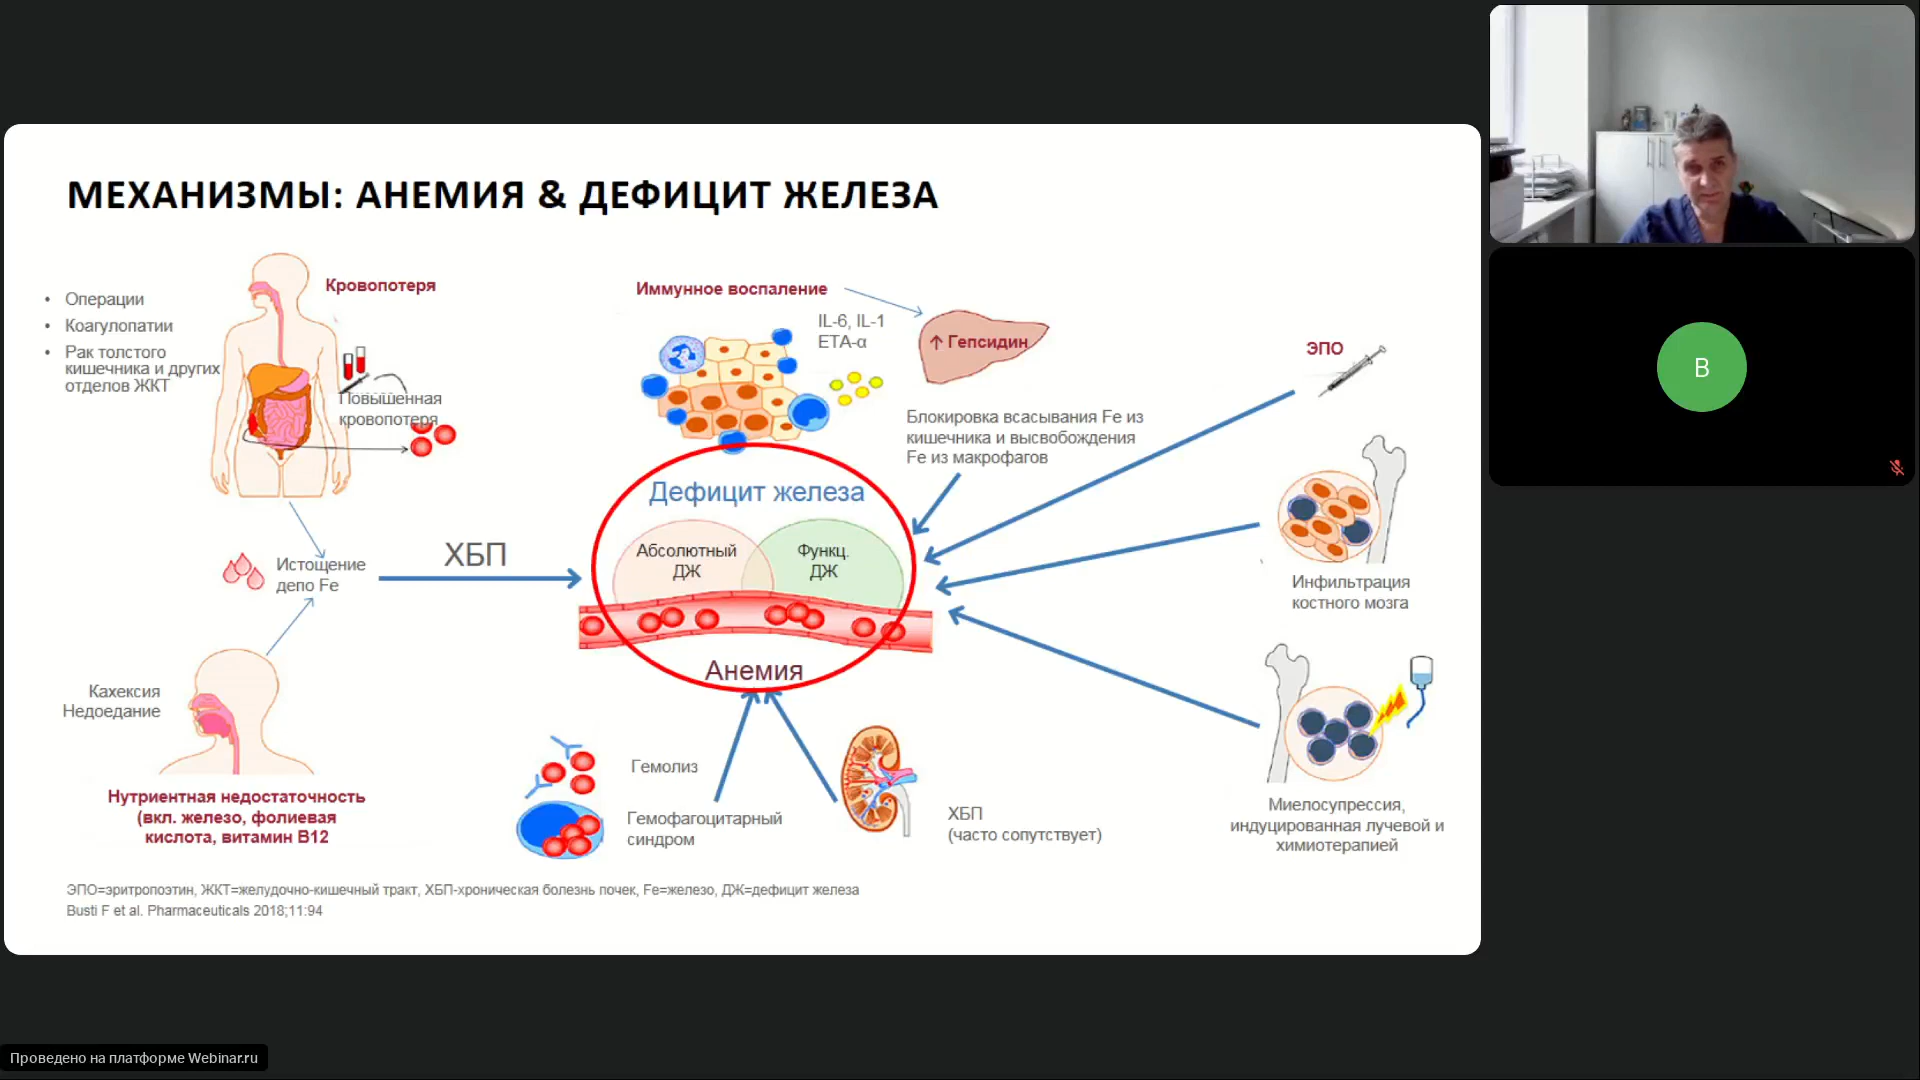 МЕХАНИЗМЫ: АНЕМИЯ & ДЕФИЦИТ ЖЕЛЕЗА
• Операции
• Коагулопатии
• Рак толстого
кишечника и других
отделов ЖКТ
Кровопотеря
Повышенная
кровопотеря
Иммунное воспаление
IL-6, IL-1
ETA-α
↑ Гепсидин
Блокировка всасывания Fe из
кишечника и высвобождения
Fe из макрофагов
ЭПО
Дефицит железа
Абсолютный
ДЖ
Функц.
ДЖ
Анемия
Истощение
депо Fe
ХБП
Инфильтрация
костного мозга
Кахексия
Недоедание
Нутриентная недостаточность
(вкл. железо, фолиевая
кислота, витамин В12
Гемолиз
Гемофагоцитарный
синдром
ХБП
(часто сопутствует)
Миелосупрессия,
индуцированная лучевой и
химиотерапией
ЭПО=эритропоэтин, ЖКТ=желудочно-кишечный тракт, ХБП-хроническая болезнь почек, Fe=железо, ДЖ=дефицит железа
Busti F et al. Pharmaceuticals 2018;11:94
В
Проведено на платформе Webinar.ru